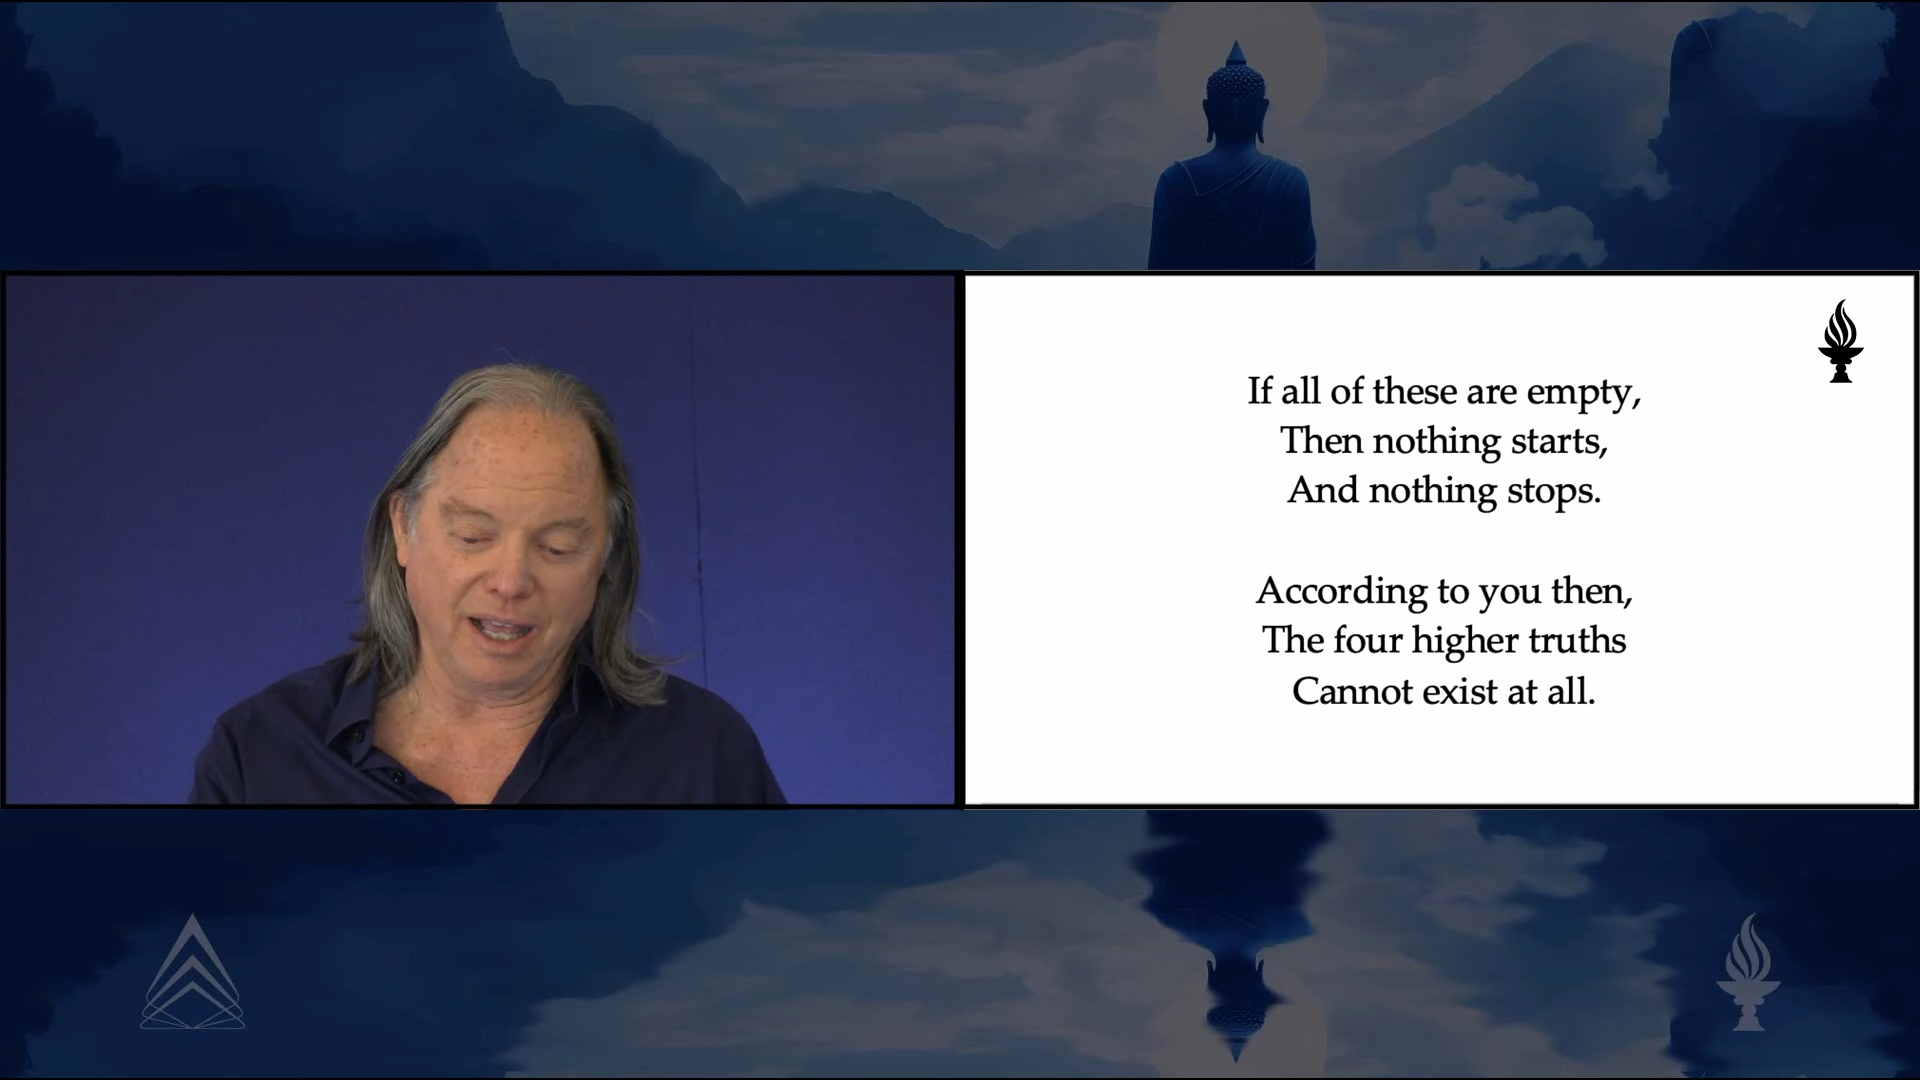 If all of these are empty,
Then nothing starts,
And nothing stops.
According to you then,
The four higher truths
Cannot exist at all.